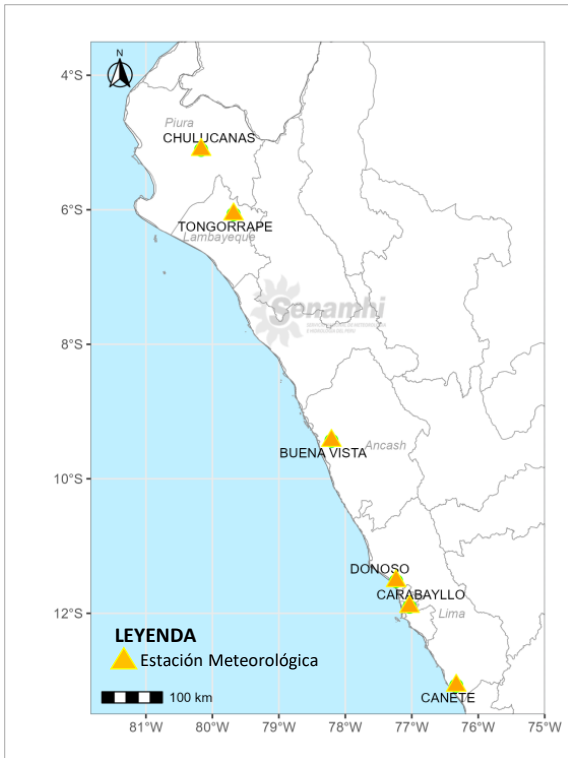 N
4°S
Piura
CHULUCANAS
6°S
TONGORRAPE
Lambayeque
Senamhi
8°S
BUENA VISTA
Ancash
10°S
DONOSO
CARABAYLLO
12°S
Lima
LEYENDA
Estación Meteorológica
100 km
CAÑETE
81°W 80°W 79°W 78°W 77°W 76°W 75°W